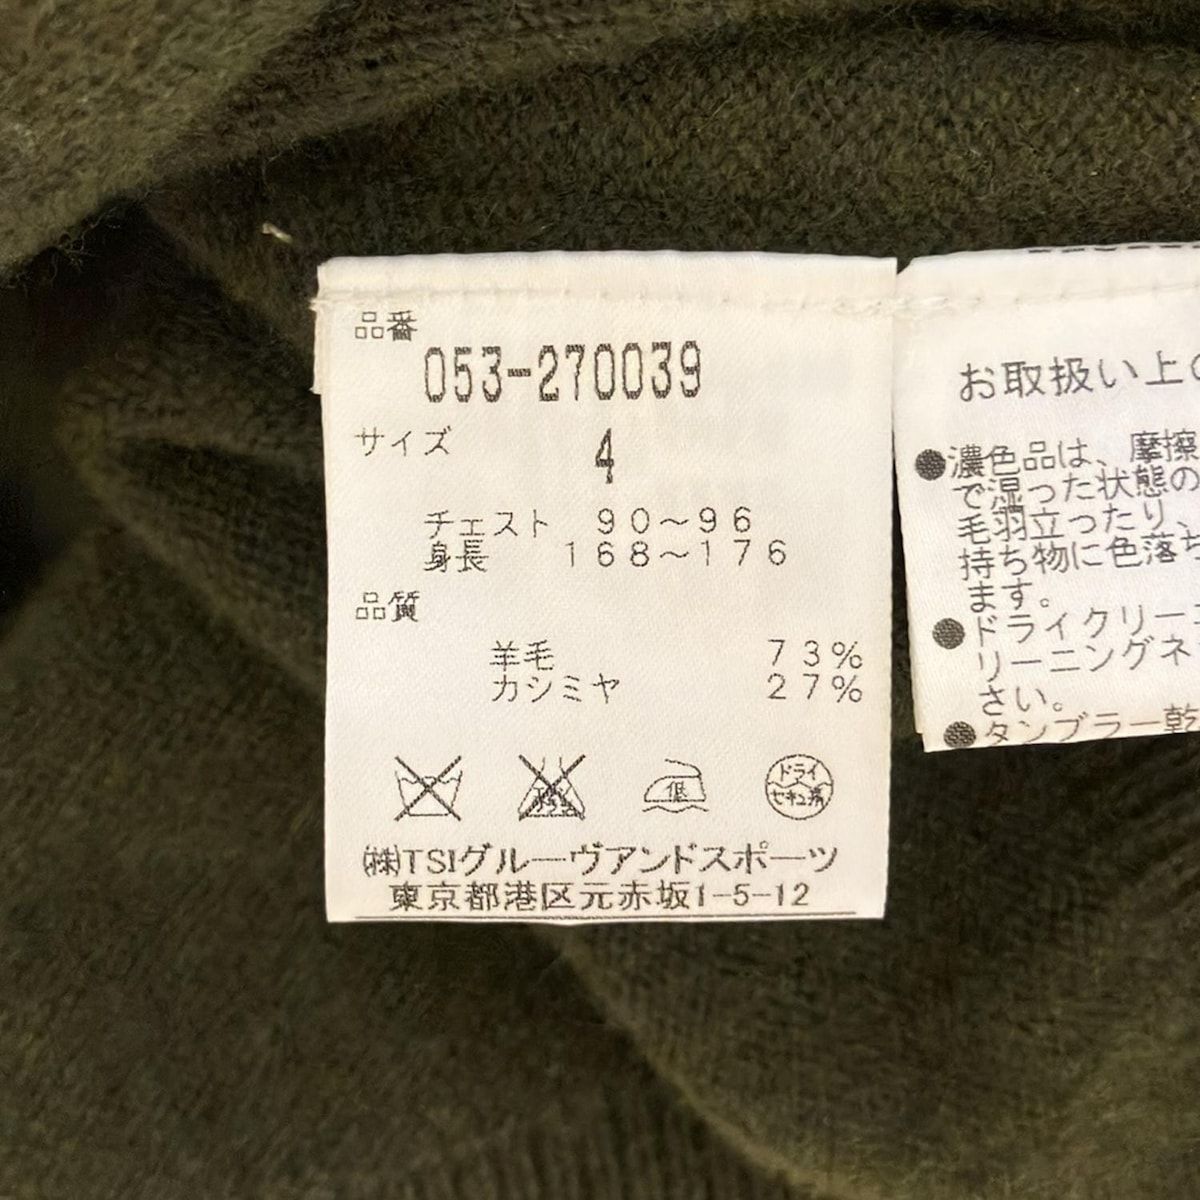 品番
053-270039
サイズ 4
チェスト 90～96
身長 168～176
品質
羊毛 73%
カシミヤ 27%
低
ドライ
セキユ系
㈱TSIグルーヴアンドスポーツ
東京都港区元赤坂1-5-12
お取扱い上の
●濃色品は、摩擦
で湿った状態の
毛羽立ったり、
持ち物に色落ち
ます。
●ドライクリー
リーニングネ
さい。
●タンブラー乾